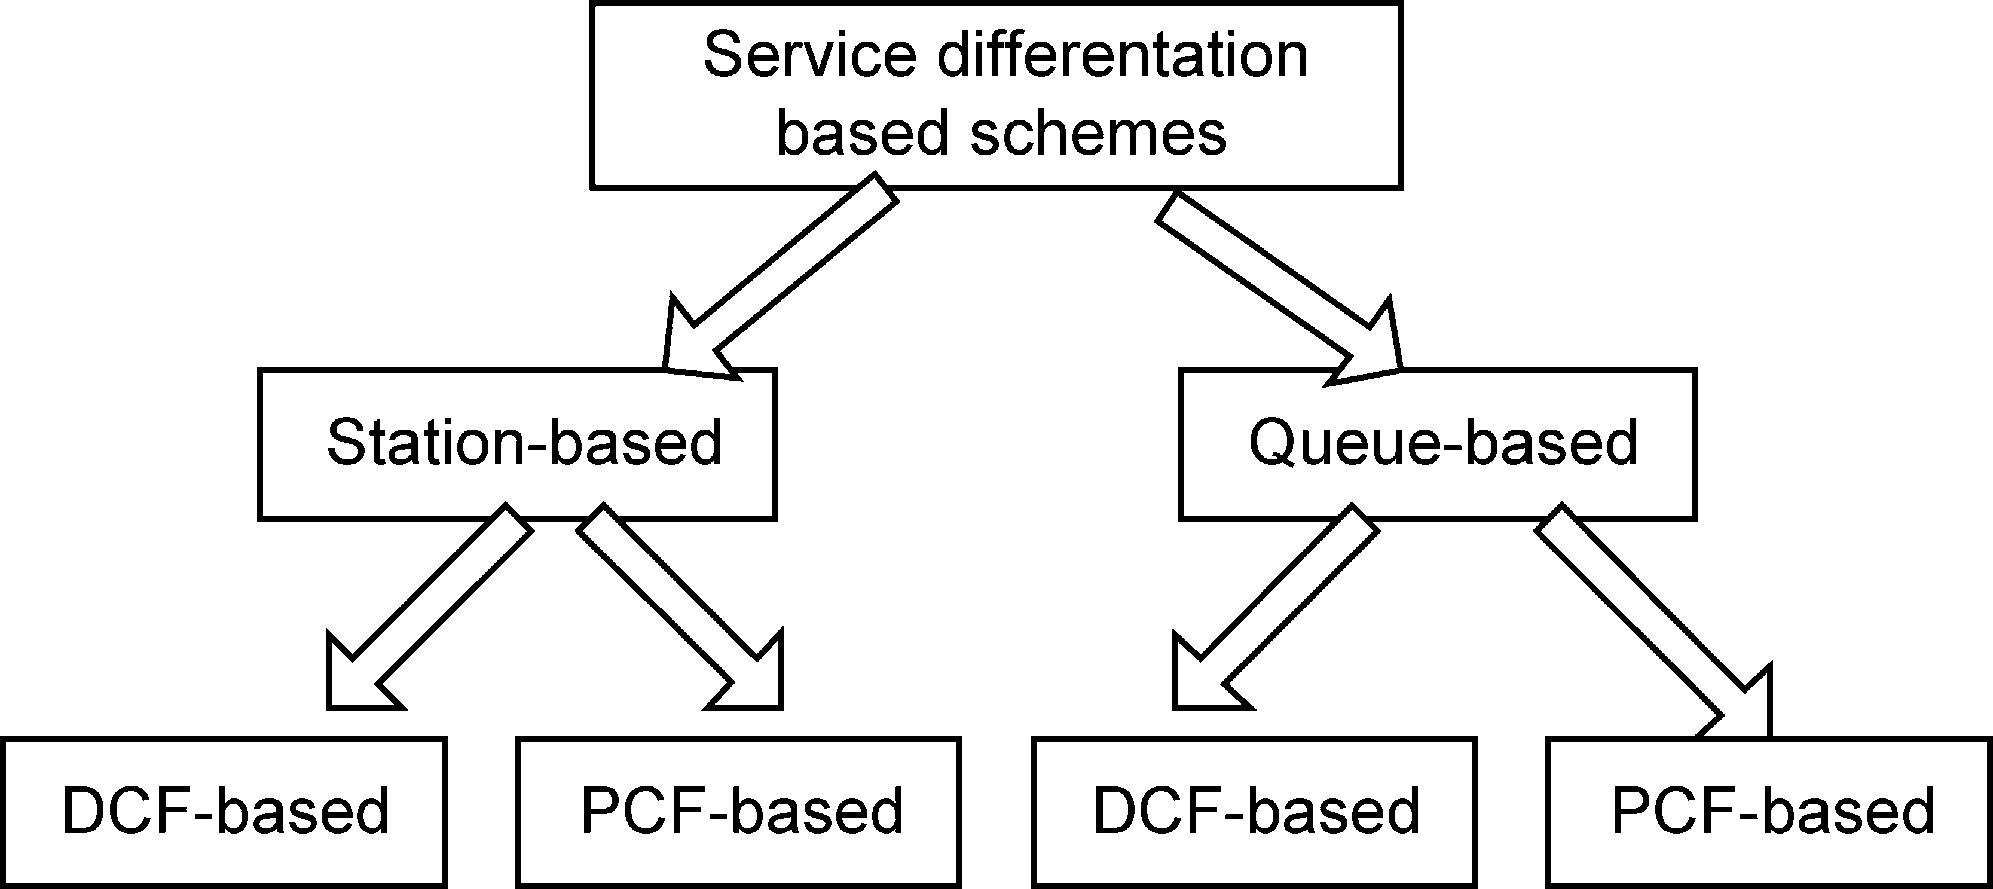 Service differentation
based schemes
Station-based
Queue-based
DCF-based
PCF-based
DCF-based
PCF-based